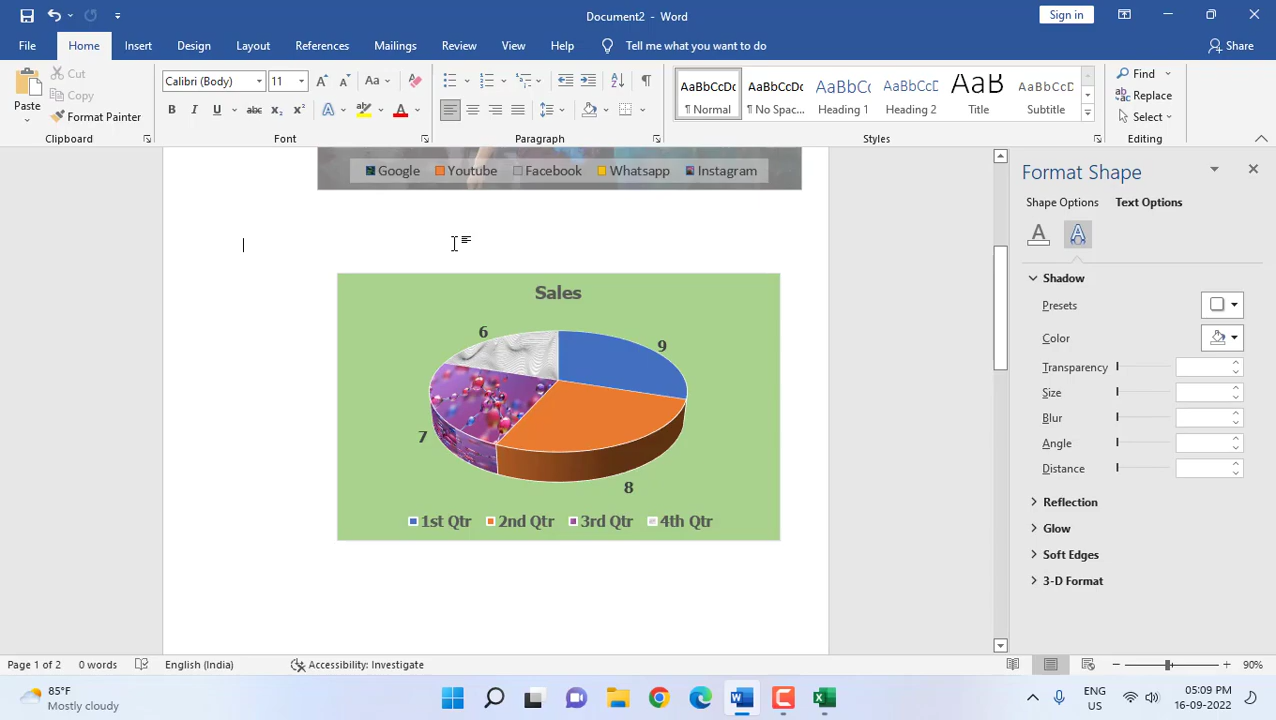 Document2 - Word
Sign in
File Home Insert Design Layout References Mailings Review View Help Tell me what you want to do Share
Paste
Cut
Copy
Format Painter
Clipboard
Calibri (Body) 11
Font
Paragraph
AaBbCcDc AaBbCcDc AaBbCc AaBbCcC AaB AaBbCcC
¶ Normal ¶ No Spac... Heading 1 Heading 2 Title Subtitle
Styles
Find
Replace
Select
Editing
Google Youtube Facebook Whatsapp Instagram
Sales
6
9
7
8
1st Qtr 2nd Qtr 3rd Qtr 4th Qtr
Format Shape
Shape Options Text Options
Shadow
Presets
Color
Transparency
Size
Blur
Angle
Distance
Reflection
Glow
Soft Edges
3-D Format
Page 1 of 2 0 words English (India) Accessibility: Investigate 90%
85°F
Mostly cloudy
ENG
US
05:09 PM
16-09-2022